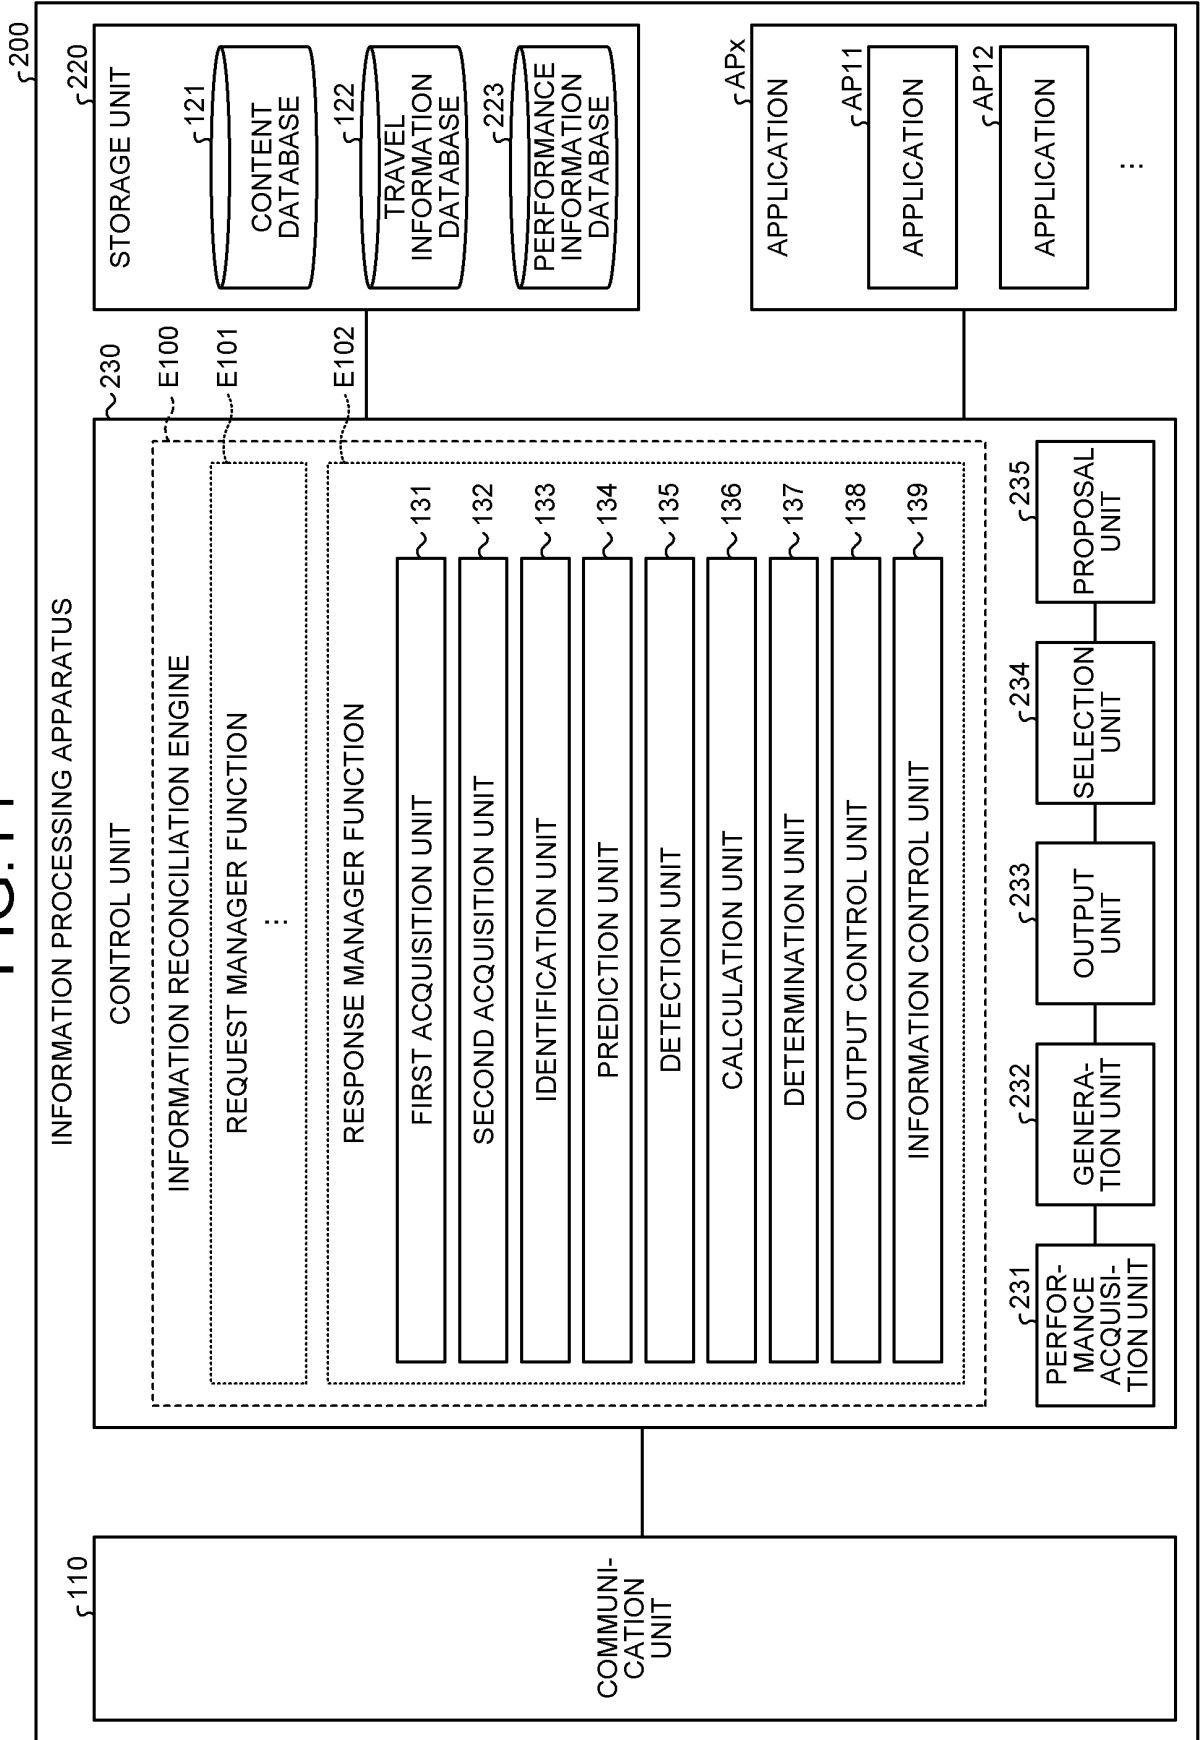 INFORMATION PROCESSING APPARATUS
200
110
COMMUNI-
CATION
UNIT
CONTROL UNIT
230
INFORMATION RECONCILIATION ENGINE
E100
REQUEST MANAGER FUNCTION
E101
...
RESPONSE MANAGER FUNCTION
E102
FIRST ACQUISITION UNIT
131
SECOND ACQUISITION UNIT
132
IDENTIFICATION UNIT
133
PREDICTION UNIT
134
DETECTION UNIT
135
CALCULATION UNIT
136
DETERMINATION UNIT
137
OUTPUT CONTROL UNIT
138
INFORMATION CONTROL UNIT
139
231
PERFOR-
MANCE
ACQUISI-
TION UNIT
232
GENERA-
TION UNIT
233
OUTPUT
UNIT
234
SELECTION
UNIT
235
PROPOSAL
UNIT
220
STORAGE UNIT
121
CONTENT
DATABASE
122
TRAVEL
INFORMATION
DATABASE
223
PERFORMANCE
INFORMATION
DATABASE
APx
APPLICATION
AP11
APPLICATION
AP12
APPLICATION
...